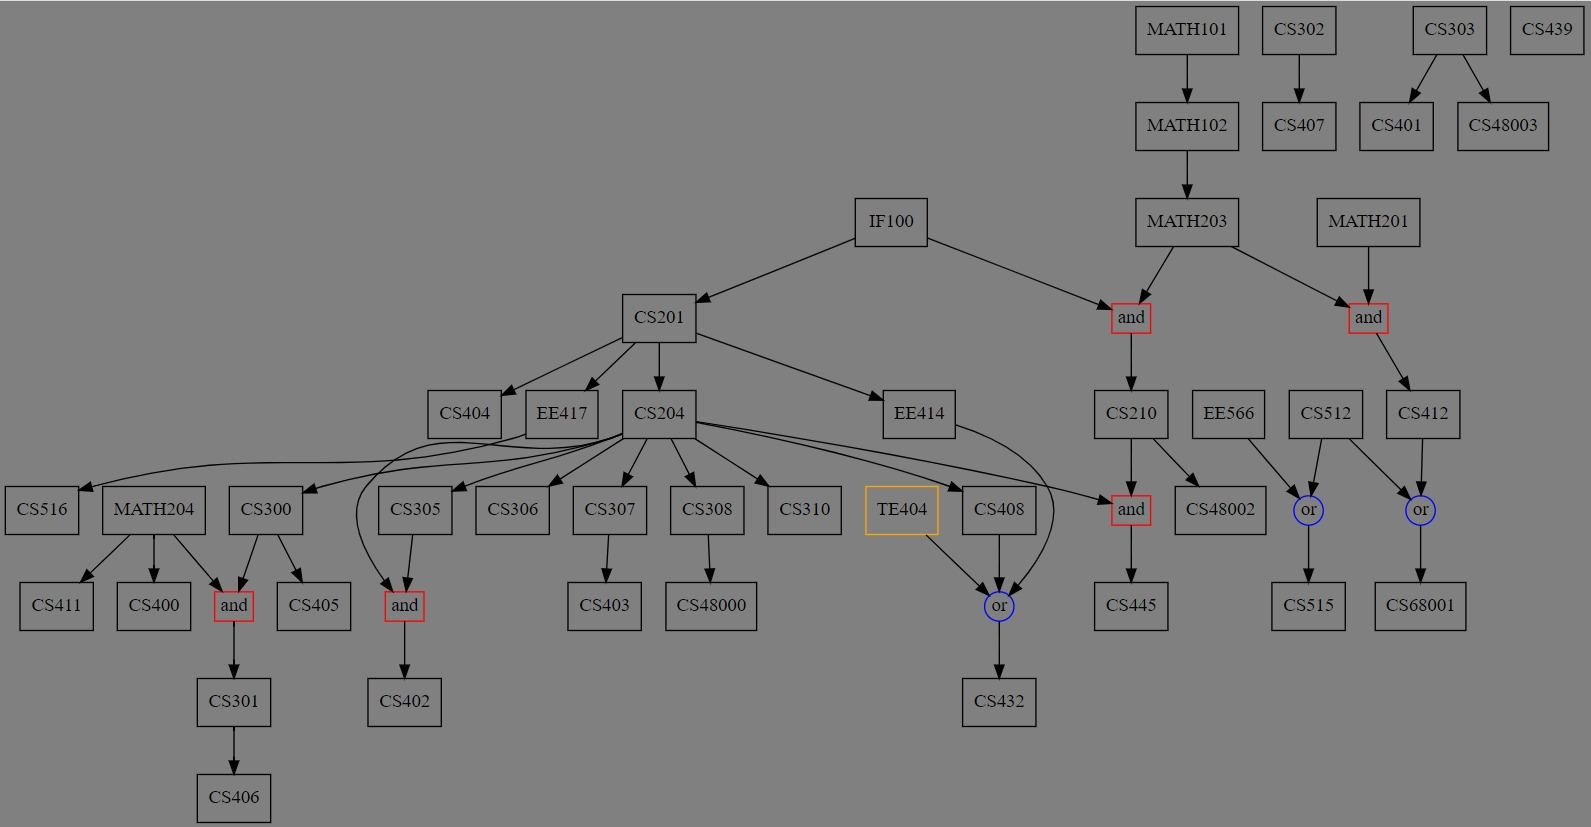 MATH101
CS302
CS303
CS439
MATH102
CS407
CS401
CS48003
IF100
MATH203
MATH201
CS201
and
and
CS404
EE417
CS204
EE414
CS210
EE566
CS512
CS412
CS516
MATH204
CS300
CS305
CS306
CS307
CS308
CS310
TE404
CS408
and
CS48002
or
or
CS411
CS400
and
CS405
and
CS403
CS48000
or
CS445
CS515
CS68001
CS301
CS402
CS432
CS406